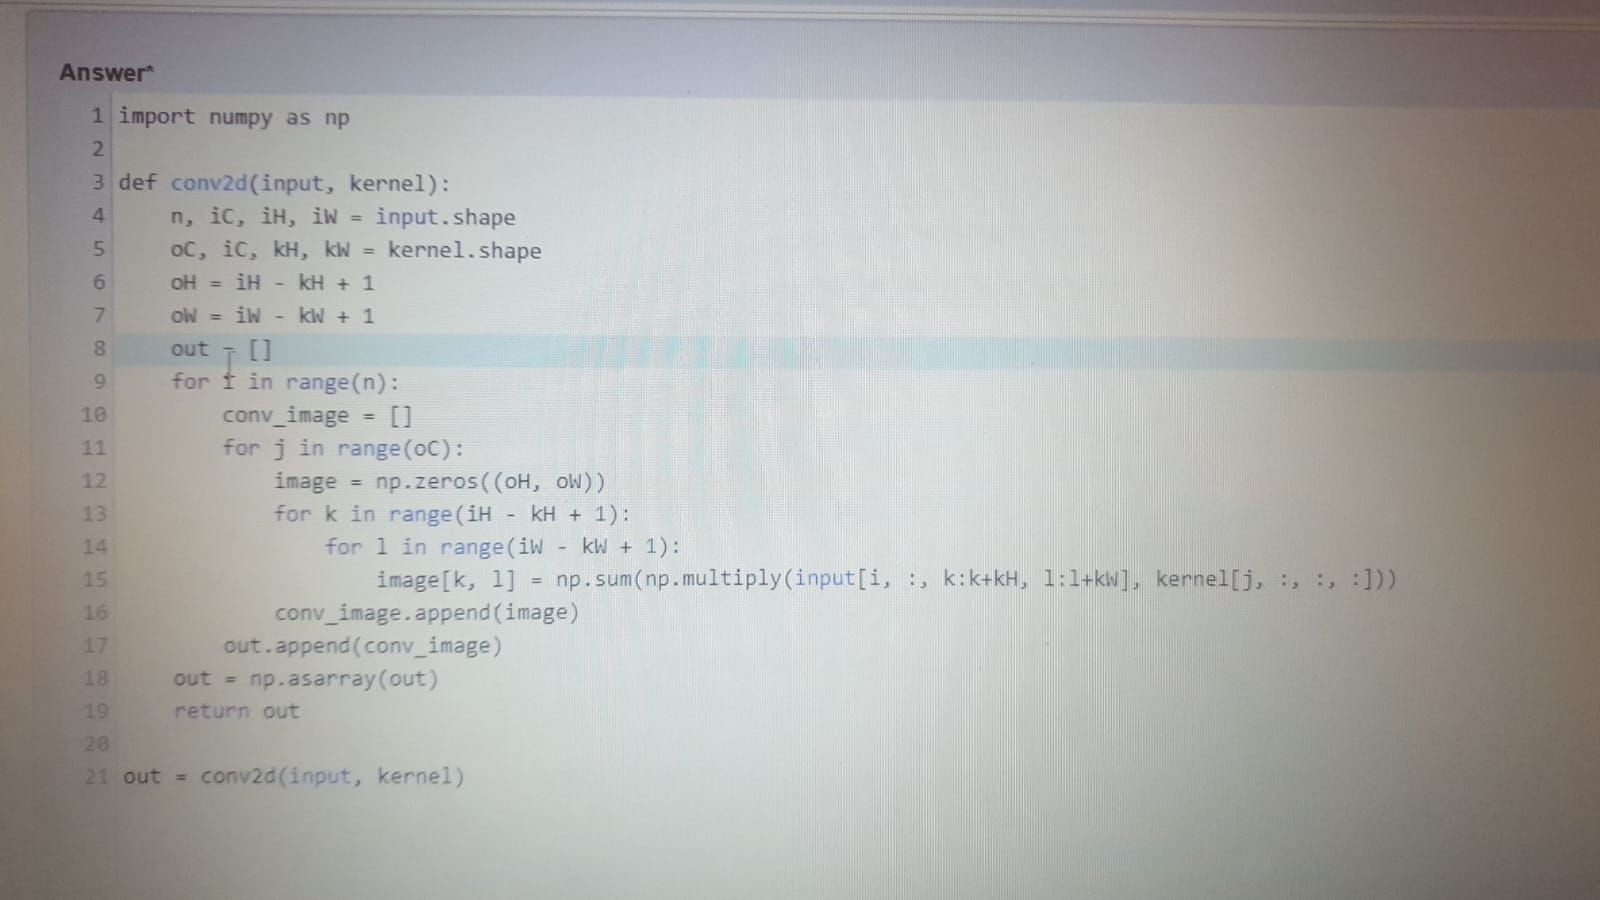 Answer*
1 import numpy as np
2
3 def conv2d(input, kernel):
4     n, iC, iH, iW = input.shape
5     oC, iC, kH, kW = kernel.shape
6     oH = iH - kH + 1
7     oW = iW - kW + 1
8     out = []
9     for i in range(n):
10         conv_image = []
11         for j in range(oC):
12             image = np.zeros((oH, oW))
13             for k in range(iH - kH + 1):
14                 for l in range(iW - kW + 1):
15                     image[k, l] = np.sum(np.multiply(input[i, :, k:k+kH, l:l+kW], kernel[j, :, :, :]))
16             conv_image.append(image)
17         out.append(conv_image)
18     out = np.asarray(out)
19     return out
20
21 out = conv2d(input, kernel)